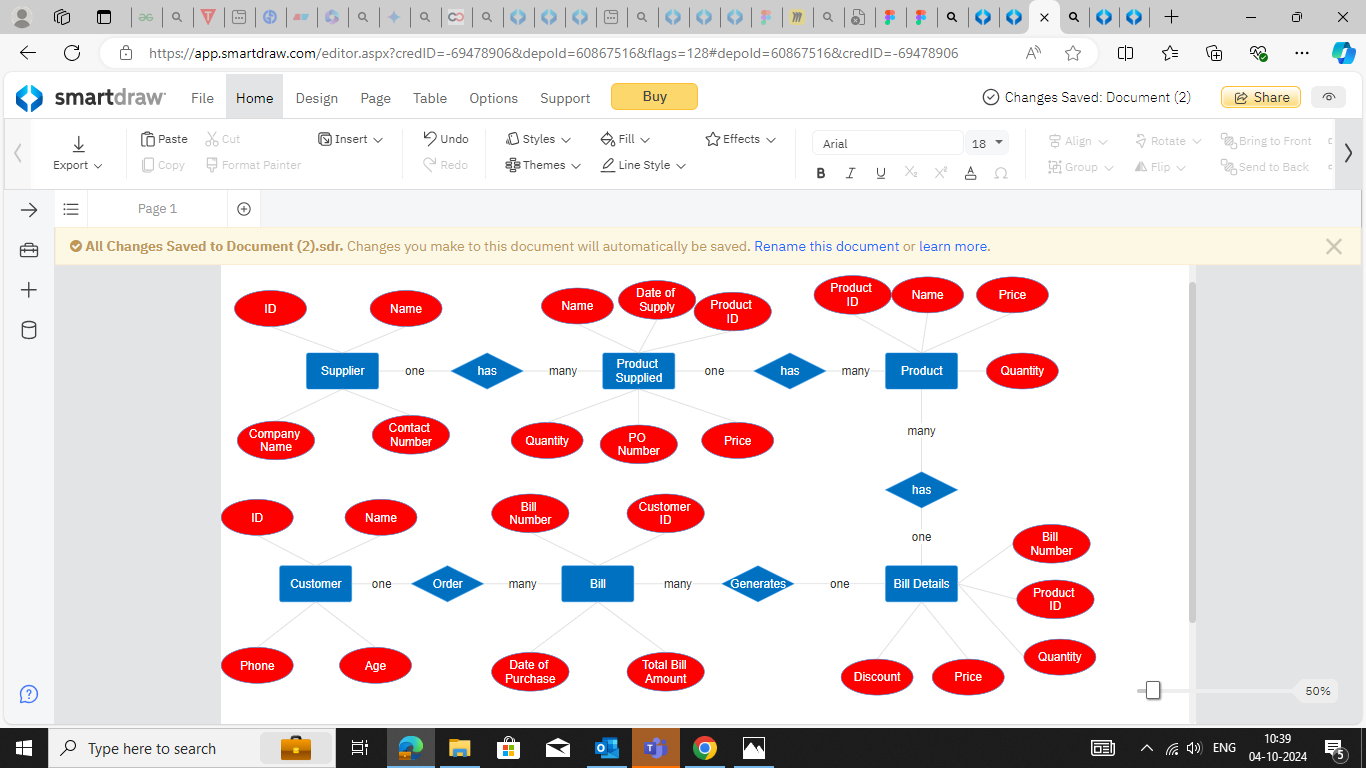 https://app.smartdraw.com/editor.aspx?credID=-69478906&depoId=60867516&flags=128#depoId=60867516&credID=-69478906
smartdraw
File Home Design Page Table Options Support
Buy
Changes Saved: Document (2)
Share
Export
Paste
Cut
Copy
Format Painter
Insert
Undo
Redo
Styles
Fill
Effects
Themes
Line Style
Arial
18
Align
Rotate
Bring to Front
Group
Flip
Send to Back
Page 1
All Changes Saved to Document (2).sdr. Changes you make to this document will automatically be saved. Rename this document or learn more.
ID
Name
Name
Date of
Supply
Product
ID
Product
ID
Name
Price
Supplier
one
has
many
Product
Supplied
one
has
many
Product
Quantity
Company
Name
Contact
Number
Quantity
PO
Number
Price
many
has
one
ID
Name
Bill
Number
Customer
ID
Bill
Number
Customer
one
Order
many
Bill
many
Generates
one
Bill Details
Product
ID
Quantity
Phone
Age
Date of
Purchase
Total Bill
Amount
Discount
Price
50%
Type here to search
ENG
10:39
04-10-2024
5